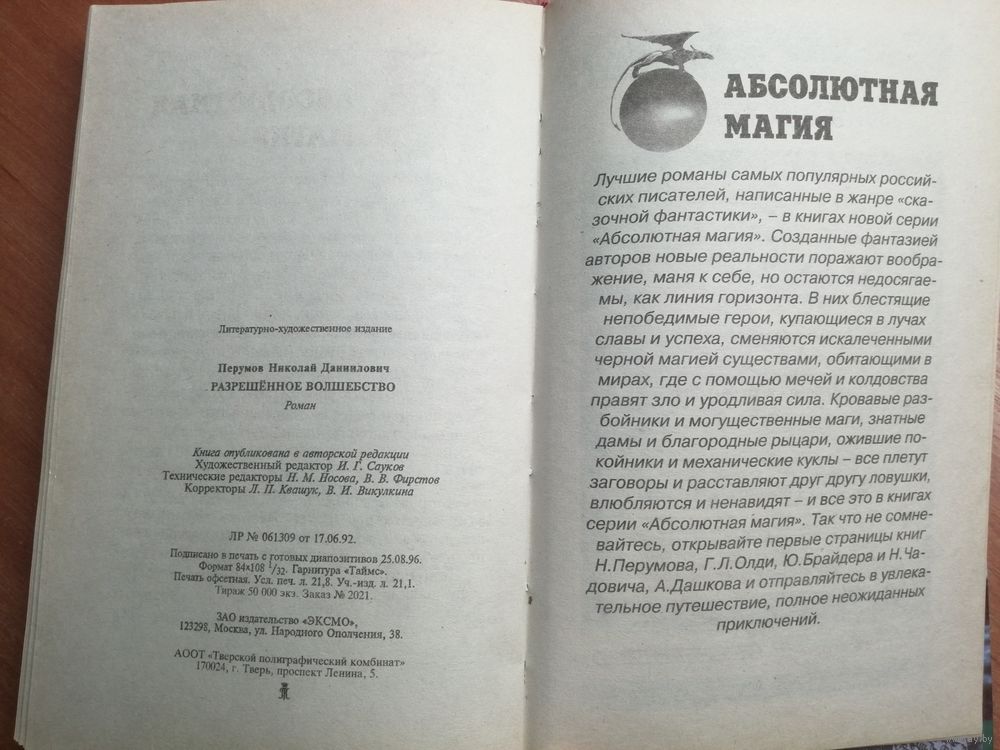 Литературно-художественное издание
Перумов Николай Даниилович
РАЗРЕШЁННОЕ ВОЛШЕБСТВО
Роман
Книга опубликована в авторской редакции
Художественный редактор И. Г. Сауков
Технические редакторы Н. М. Носова, В. В. Фирстов
Корректоры Л. П. Квашук, В. И. Викулкина
ЛР № 061309 от 17.06.92.
Подписано в печать с готовых диапозитивов 25.08.96.
Формат 84×108 1/32. Гарнитура «Таймс».
Печать офсетная. Усл. печ. л. 21,8. Уч.-изд. л. 21,1.
Тираж 50 000 экз. Заказ № 2021.
ЗАО издательство «ЭКСМО»,
123298, Москва, ул. Народного Ополчения, 38.
АООТ «Тверской полиграфический комбинат»
170024, г. Тверь, проспект Ленина, 5.
АБСОЛЮТНАЯ
МАГИЯ
Лучшие романы самых популярных россий-
ских писателей, написанные в жанре «ска-
зочной фантастики», – в книгах новой серии
«Абсолютная магия». Созданные фантазией
авторов новые реальности поражают вообра-
жение, маня к себе, но остаются недосягае-
мы, как линия горизонта. В них блестящие
непобедимые герои, купающиеся в лучах
славы и успеха, сменяются искалеченными
черной магией существами, обитающими в
мирах, где с помощью мечей и колдовства
правят зло и уродливая сила. Кровавые раз-
бойники и могущественные маги, знатные
дамы и благородные рыцари, ожившие по-
койники и механические куклы – все плетут
заговоры и расставляют друг другу ловушки,
влюбляются и ненавидят – и все это в книгах
серии «Абсолютная магия». Так что не сомне-
вайтесь, открывайте первые страницы книг
Н.Перумова, Г.Л.Олди, Ю.Брайдера и Н.Ча-
довича, А.Дашкова и отправляйтесь в увлека-
тельное путешествие, полное неожиданных
приключений.